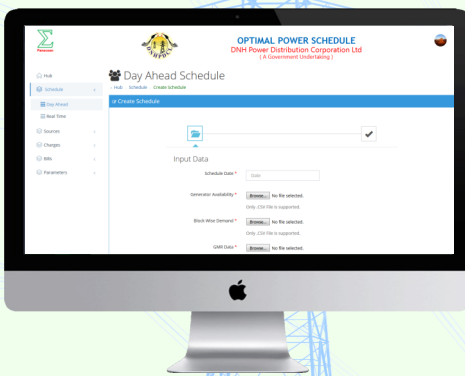 OPTIMAL POWER SCHEDULE
DNH Power Distribution Corporation Ltd
( A Government Undertaking )
DNHPDCL
Hub
Schedule
Day Ahead
Real Time
Sources
Charges
Bills
Parameters
Day Ahead Schedule
Hub Schedule Create Schedule
Create Schedule
Input Data
Schedule Date *
Date
Generator Availability *
Browse... No file selected.
Only .CSV File is supported.
Block Wise Demand *
Browse... No file selected.
Only .CSV File is supported.
GMR Data *
Browse... No file selected.